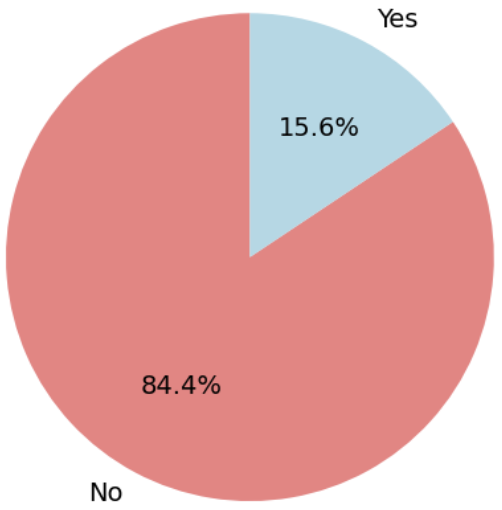 Yes
15.6%
84.4%
No